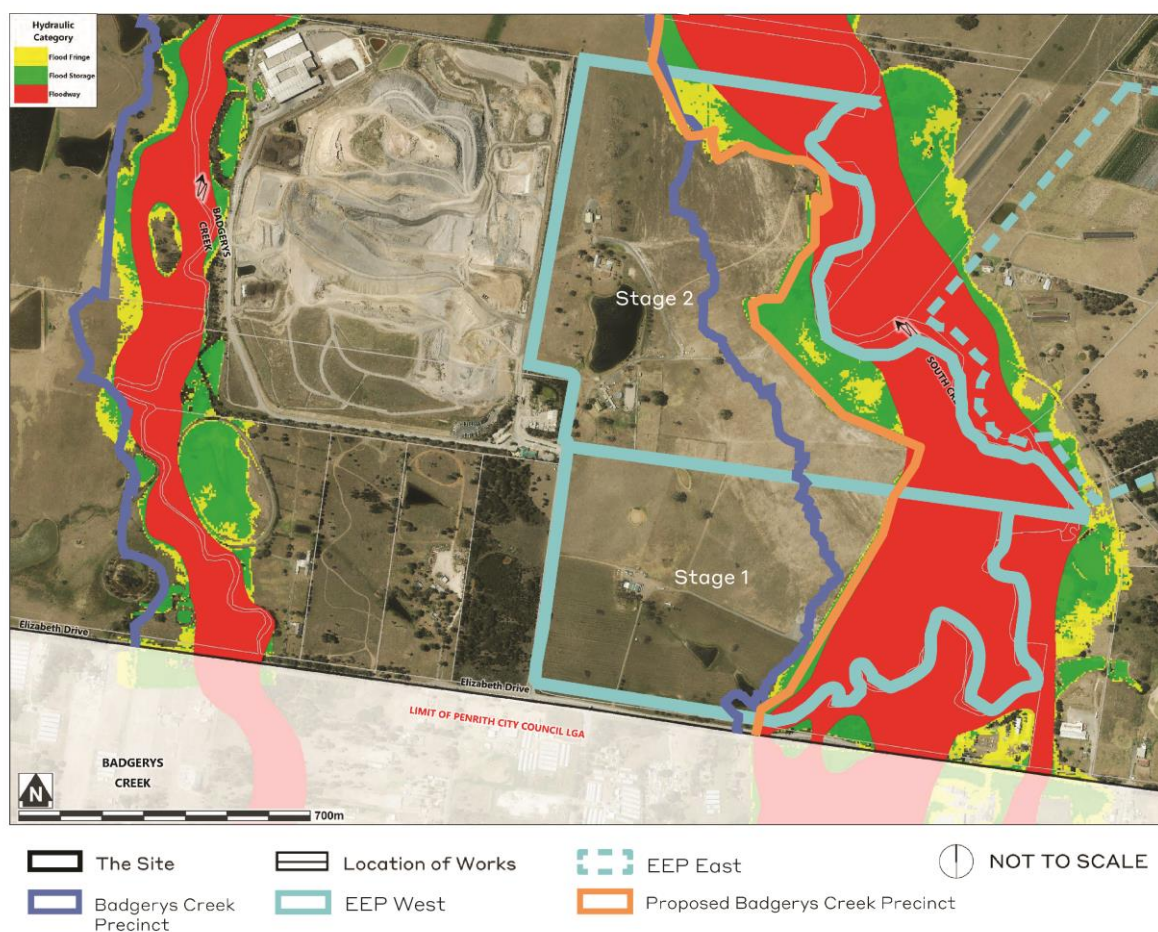 Hydraulic
Category
Flood Fringe
Flood Storage
Floodway
BADGERYS
CREEK
Stage 2
SOUTH
Stage 1
Elizabeth Drive
Elizabeth Drive
LIMIT OF PENRITH CITY COUNCIL LGA
BADGERYS
CREEK
N
700m
The Site
Location of Works
EEP East
NOT TO SCALE
Badgerys Creek
Precinct
EEP West
Proposed Badgerys Creek Precinct